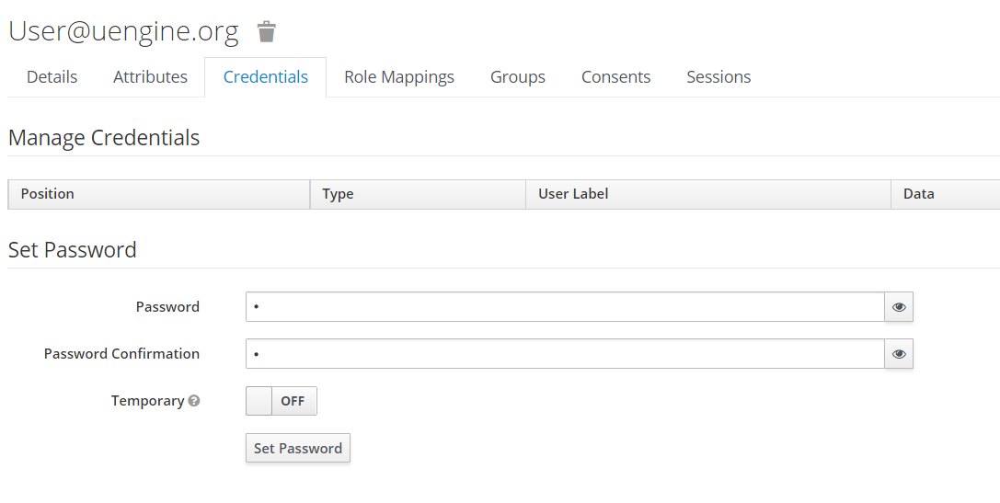 User@uengine.org
Details Attributes Credentials Role Mappings Groups Consents Sessions
Manage Credentials
Position Type User Label Data
Set Password
Password •
Password Confirmation •
Temporary ? OFF
Set Password